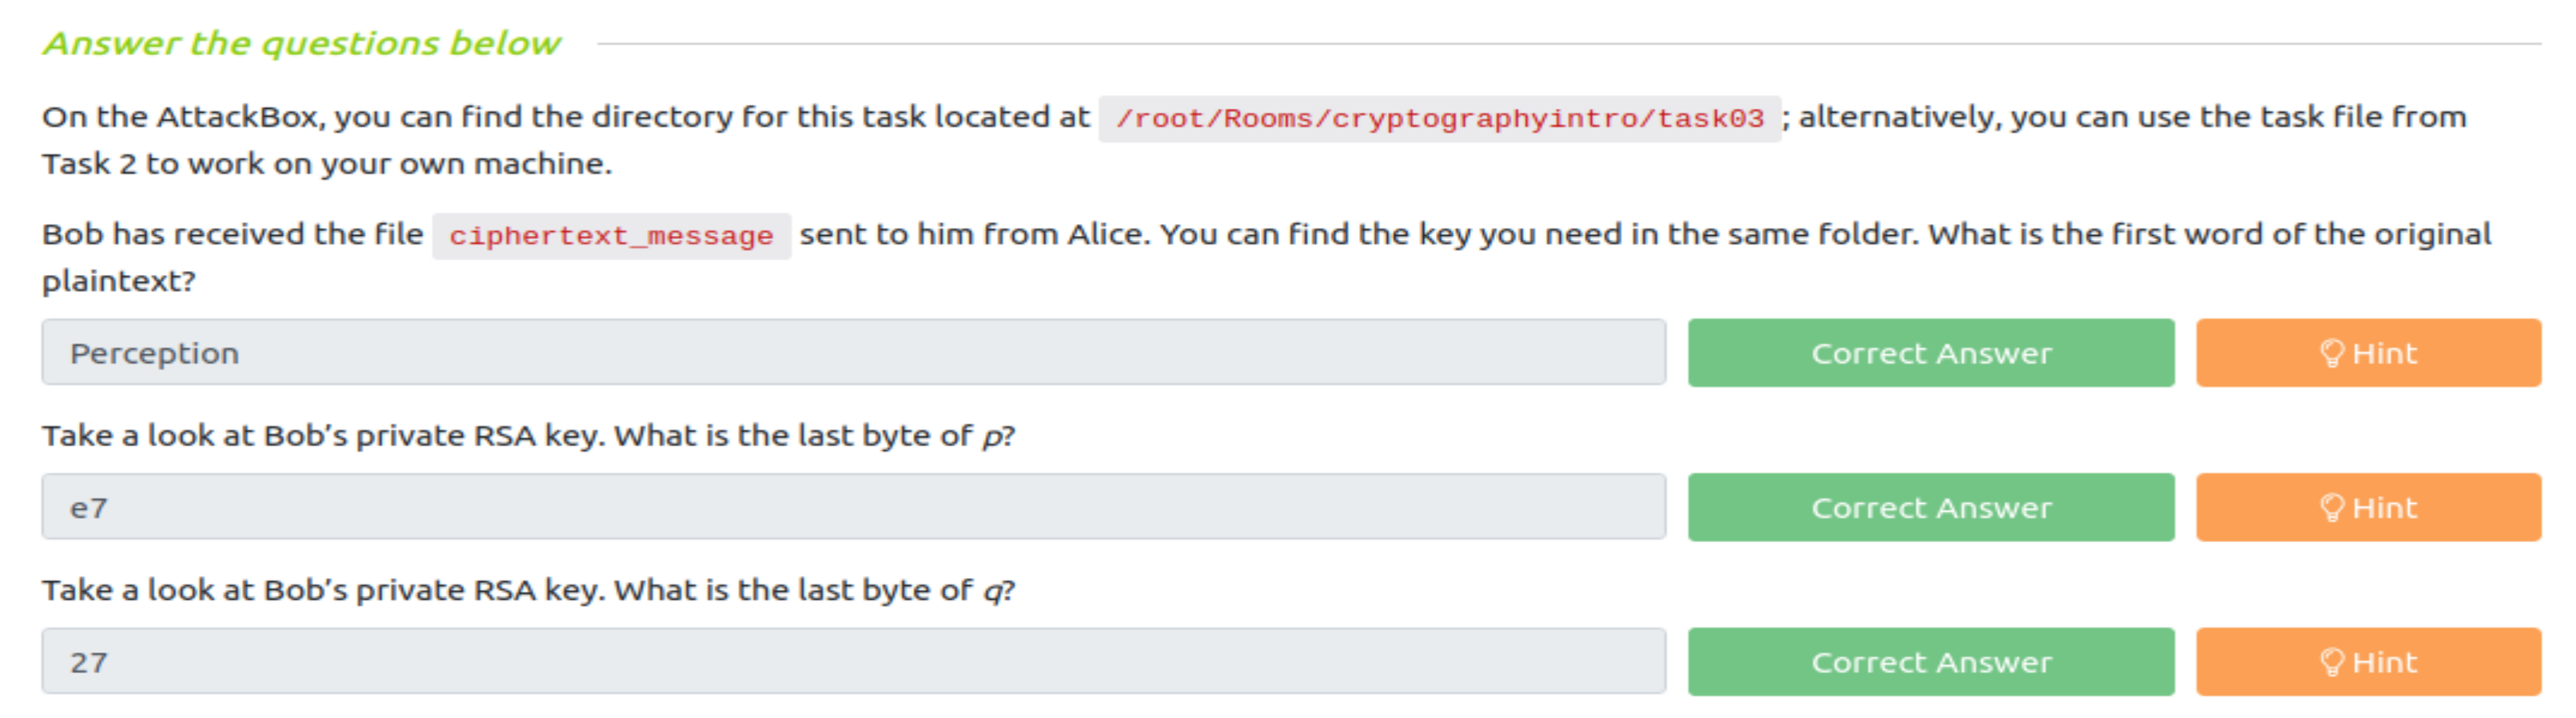 Answer the questions below
On the AttackBox, you can find the directory for this task located at /root/Rooms/cryptographyintro/task03 ; alternatively, you can use the task file from
Task 2 to work on your own machine.
Bob has received the file ciphertext_message sent to him from Alice. You can find the key you need in the same folder. What is the first word of the original
plaintext?
Perception Correct Answer Hint
Take a look at Bob’s private RSA key. What is the last byte of p?
e7 Correct Answer Hint
Take a look at Bob’s private RSA key. What is the last byte of q?
27 Correct Answer Hint